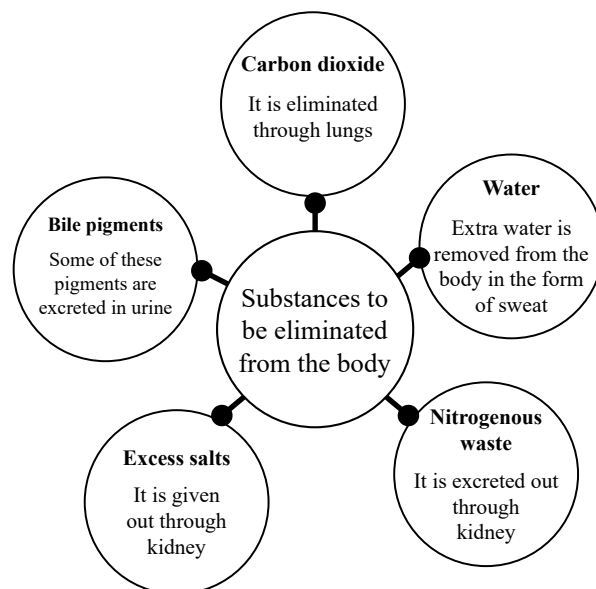 Carbon dioxide
It is eliminated
through lungs
Water
Extra water is
removed from the
body in the form
of sweat
Bile pigments
Some of these
pigments are
excreted in urine
Substances to
be eliminated
from the body
Nitrogenous
waste
It is excreted out
through
kidney
Excess salts
It is given
out through
kidney